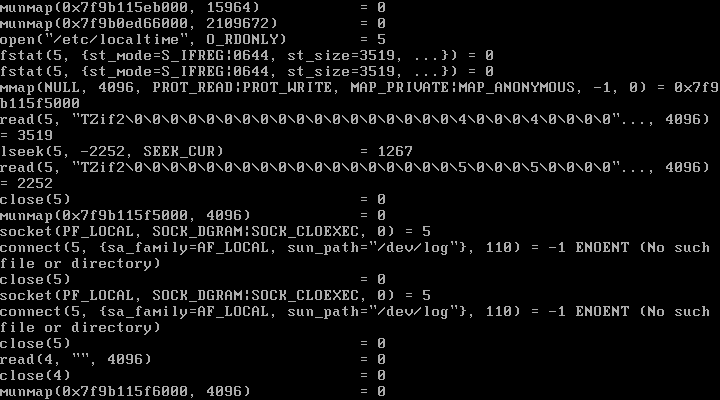 munmap(0x7f9b115eb000, 15964)           = 0
munmap(0x7f9b0ed66000, 2109672)         = 0
open("/etc/localtime", O_RDONLY)        = 5
fstat(5, {st_mode=S_IFREG¦0644, st_size=3519, ...}) = 0
fstat(5, {st_mode=S_IFREG¦0644, st_size=3519, ...}) = 0
mmap(NULL, 4096, PROT_READ¦PROT_WRITE, MAP_PRIVATE¦MAP_ANONYMOUS, -1, 0) = 0x7f9
b115f5000
read(5, "TZif2\0\0\0\0\0\0\0\0\0\0\0\0\0\0\0\0\0\0\4\0\0\0\4\0\0\0\0"..., 4096)
= 3519
lseek(5, -2252, SEEK_CUR)               = 1267
read(5, "TZif2\0\0\0\0\0\0\0\0\0\0\0\0\0\0\0\0\0\0\5\0\0\0\5\0\0\0\0"..., 4096)
= 2252
close(5)                                = 0
munmap(0x7f9b115f5000, 4096)            = 0
socket(PF_LOCAL, SOCK_DGRAM¦SOCK_CLOEXEC, 0) = 5
connect(5, {sa_family=AF_LOCAL, sun_path="/dev/log"}, 110) = -1 ENOENT (No such
file or directory)
close(5)                                = 0
socket(PF_LOCAL, SOCK_DGRAM¦SOCK_CLOEXEC, 0) = 5
connect(5, {sa_family=AF_LOCAL, sun_path="/dev/log"}, 110) = -1 ENOENT (No such
file or directory)
close(5)                                = 0
read(4, "", 4096)                       = 0
close(4)                                = 0
munmap(0x7f9b115f6000, 4096)            = 0